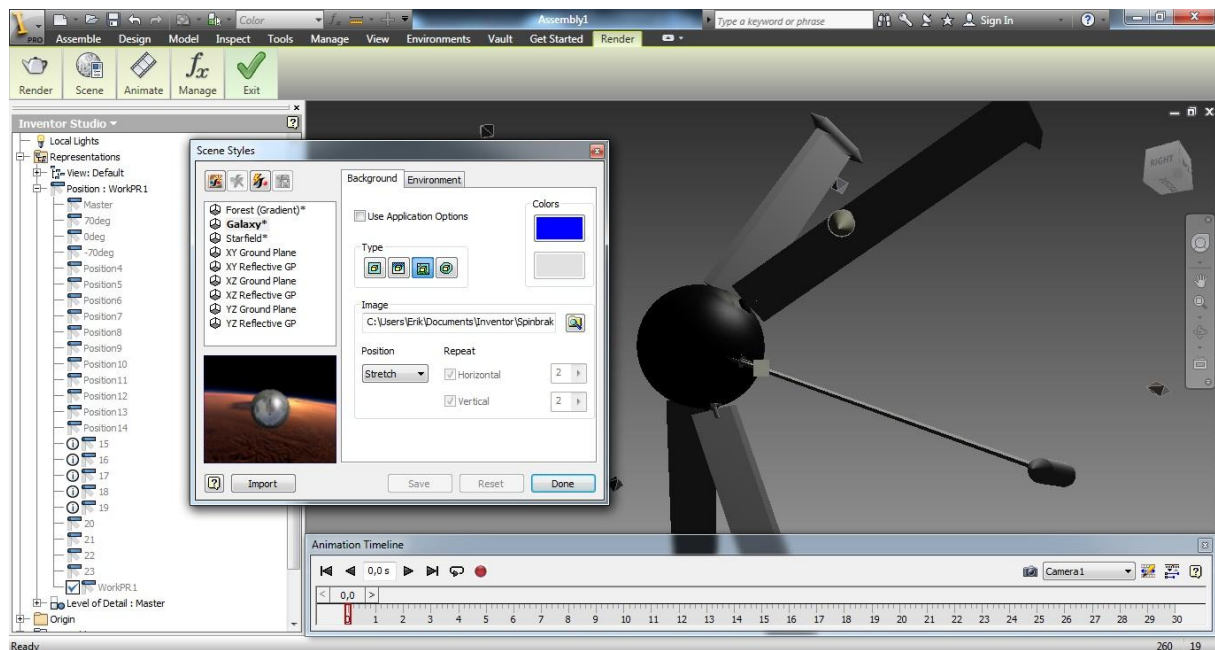 Color
Assembly1
Type a keyword or phrase
Sign In
PRO
Assemble Design Model Inspect Tools Manage View Environments Vault Get Started Render
Render Scene Animate Manage Exit
Inventor Studio
Local Lights
Representations
View: Default
Position : WorkPR1
Master
70deg
0deg
-70deg
Position4
Position5
Position6
Position7
Position8
Position9
Position10
Position11
Position12
Position13
Position14
15
16
17
18
19
20
21
22
23
WorkPR1
Level of Detail : Master
Origin
Scene Styles
Forest (Gradient)*
Galaxy*
Starfield*
XY Ground Plane
XY Reflective GP
XZ Ground Plane
XZ Reflective GP
YZ Ground Plane
YZ Reflective GP
Import
Background Environment
Use Application Options
Colors
Type
Image
C:\Users\Erik\Documents\Inventor\Spinbrak
Position Repeat
Stretch
Horizontal 2
Vertical 2
Save Reset Done
RIGHT
Animation Timeline
0,0 s
Camera1
< 0,0 >
0 1 2 3 4 5 6 7 8 9 10 11 12 13 14 15 16 17 18 19 20 21 22 23 24 25 26 27 28 29 30
Ready
260 19